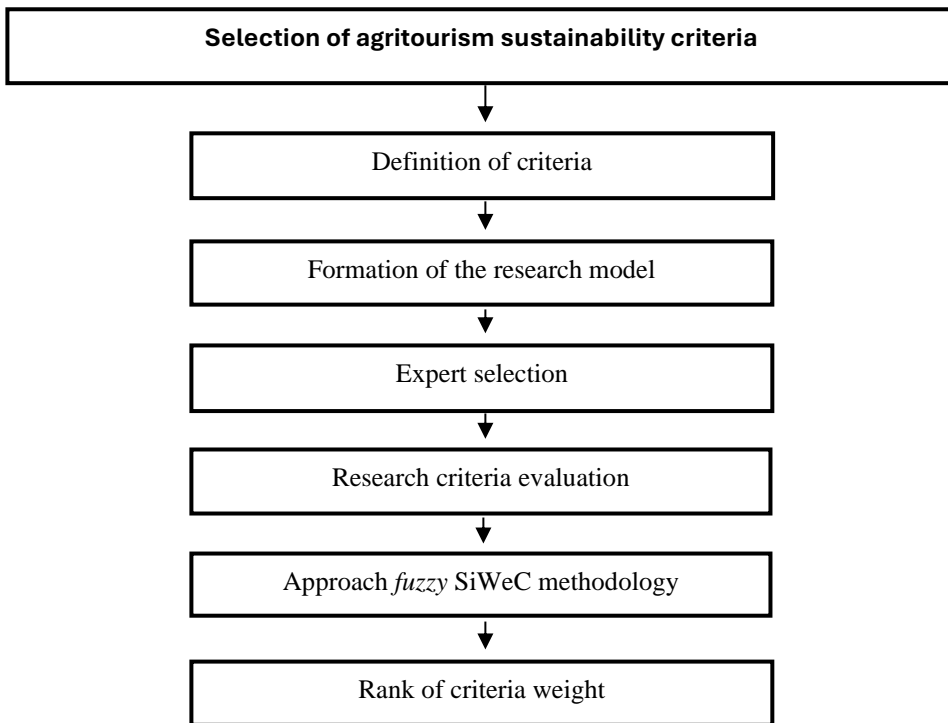 Selection of agritourism sustainability criteria
Definition of criteria
Formation of the research model
Expert selection
Research criteria evaluation
Approach fuzzy SiWeC methodology
Rank of criteria weight